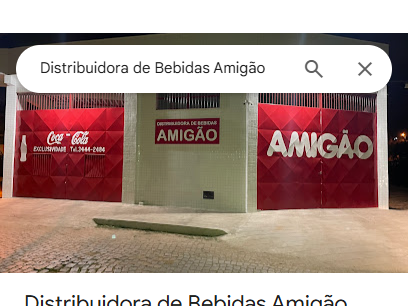 Distribuidora de Bebidas Amigão
Coca-Cola
EXCLUSIVIDADE Tel.3444-2494
DISTRIBUIDORA DE BEBIDAS
AMIGÃO
AMIGÃO
Distribuidora de Bebidas Amigão